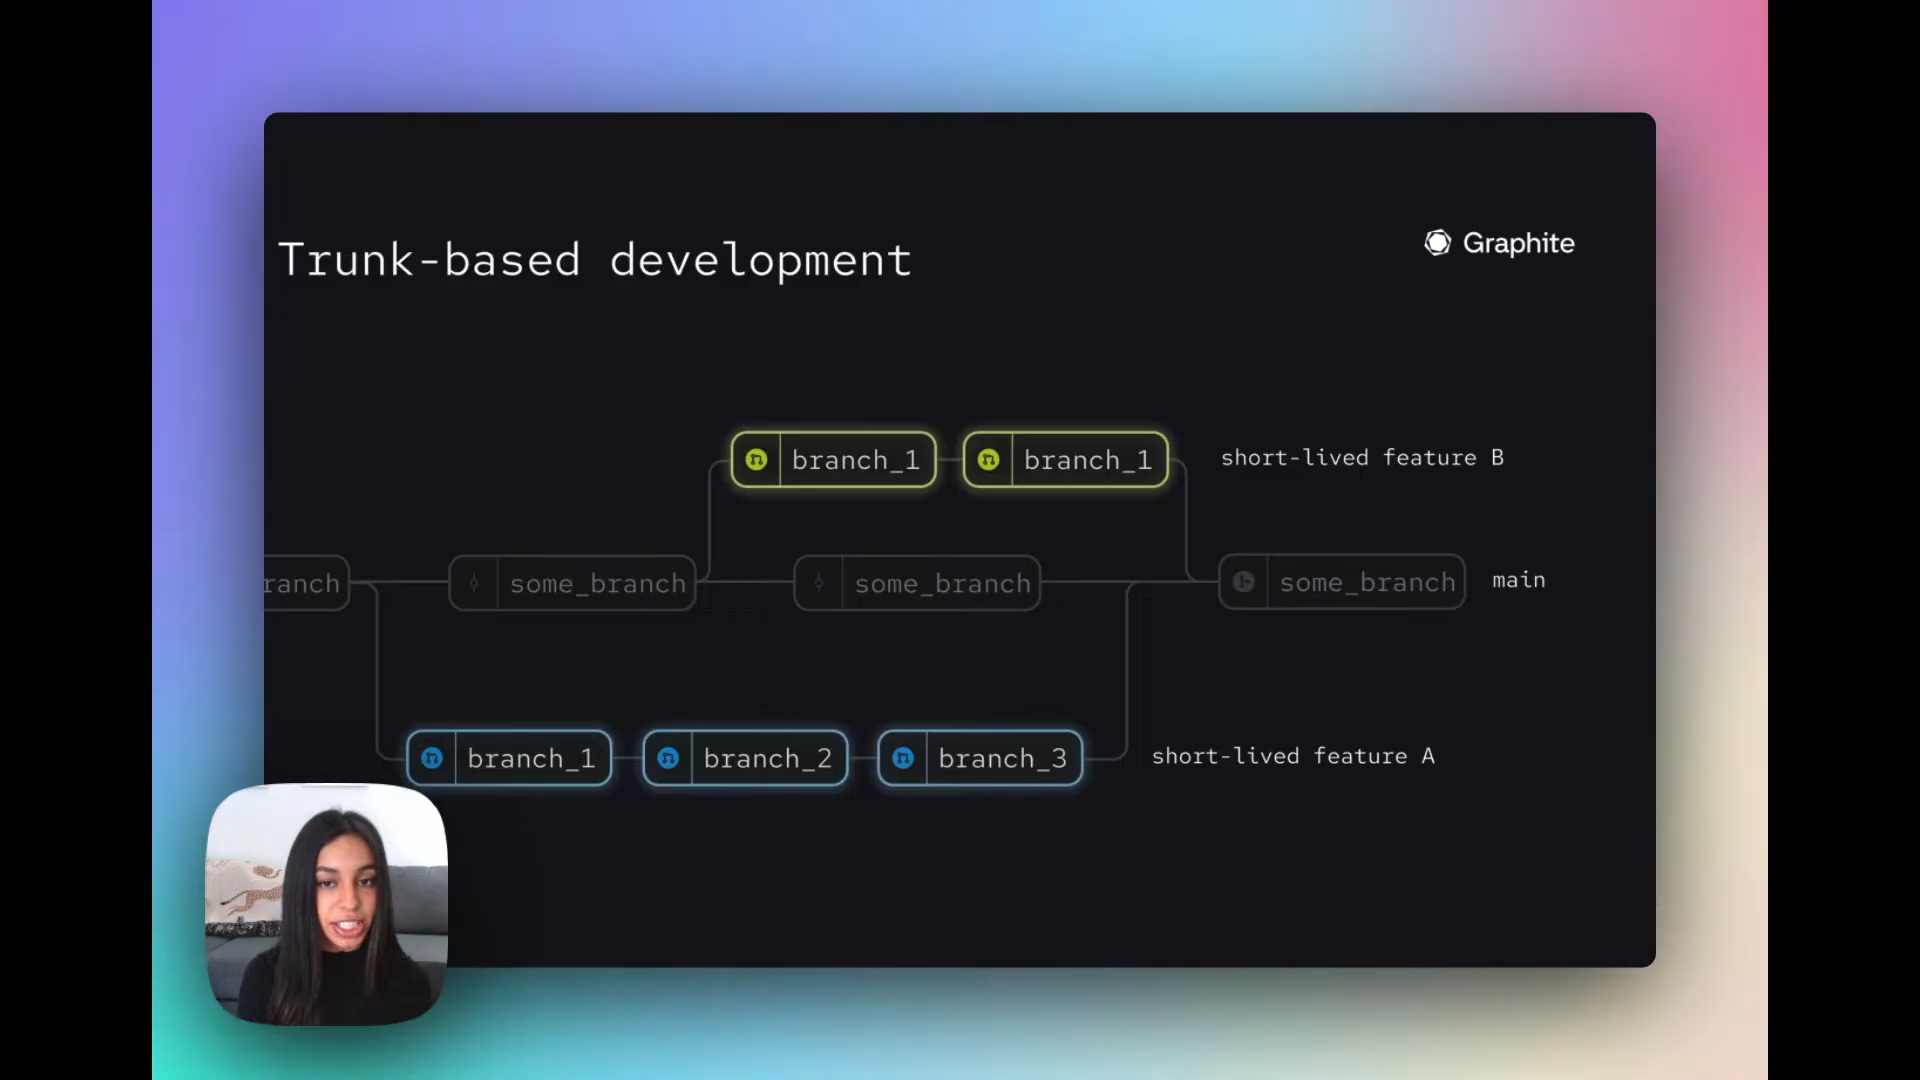 Trunk-based development
Graphite
branch_1
branch_1
short-lived feature B
ranch
some_branch
some_branch
some_branch
main
branch_1
branch_2
branch_3
short-lived feature A